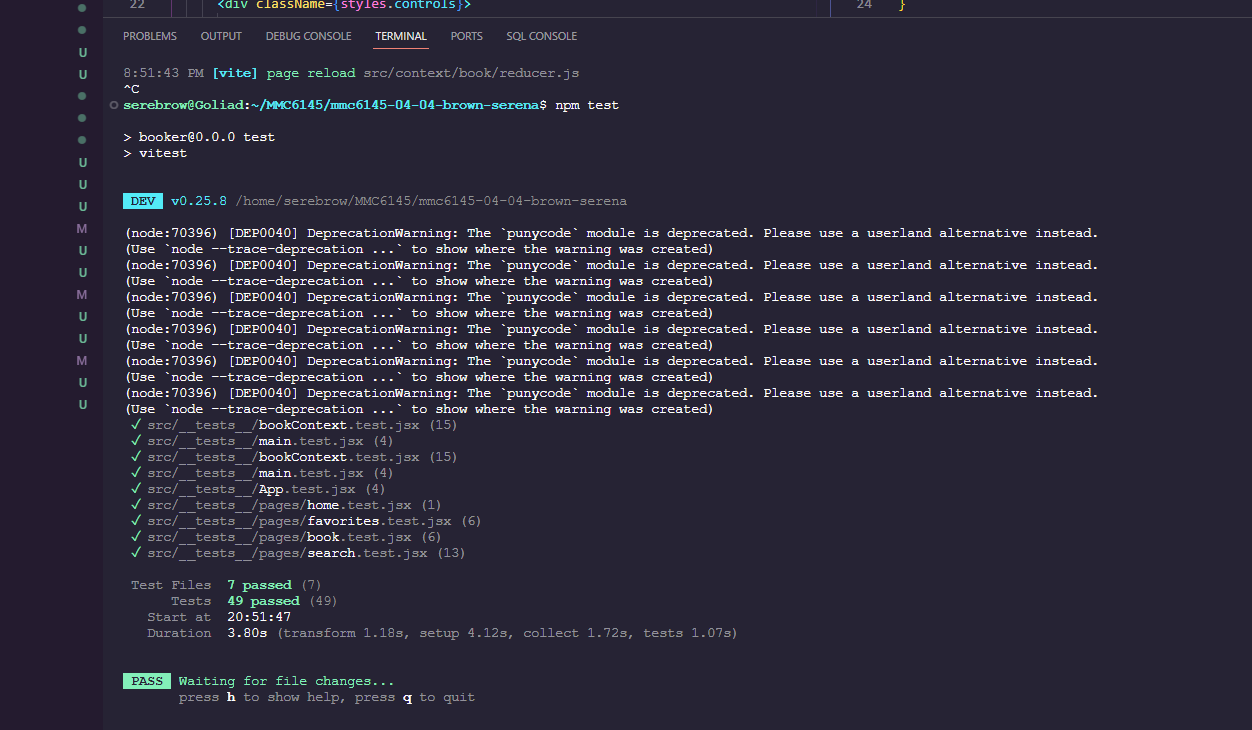 22 <div className={styles.controls}> 24 }
PROBLEMS OUTPUT DEBUG CONSOLE TERMINAL PORTS SQL CONSOLE
8:51:43 PM [vite] page reload src/context/book/reducer.js
^C
serebrow@Goliad:~/MMC6145/mmc6145-04-04-brown-serena$ npm test
> booker@0.0.0 test
> vitest
DEV v0.25.8 /home/serebrow/MMC6145/mmc6145-04-04-brown-serena
(node:70396) [DEP0040] DeprecationWarning: The `punycode` module is deprecated. Please use a userland alternative instead.
(Use `node --trace-deprecation ...` to show where the warning was created)
(node:70396) [DEP0040] DeprecationWarning: The `punycode` module is deprecated. Please use a userland alternative instead.
(Use `node --trace-deprecation ...` to show where the warning was created)
(node:70396) [DEP0040] DeprecationWarning: The `punycode` module is deprecated. Please use a userland alternative instead.
(Use `node --trace-deprecation ...` to show where the warning was created)
(node:70396) [DEP0040] DeprecationWarning: The `punycode` module is deprecated. Please use a userland alternative instead.
(Use `node --trace-deprecation ...` to show where the warning was created)
(node:70396) [DEP0040] DeprecationWarning: The `punycode` module is deprecated. Please use a userland alternative instead.
(Use `node --trace-deprecation ...` to show where the warning was created)
(node:70396) [DEP0040] DeprecationWarning: The `punycode` module is deprecated. Please use a userland alternative instead.
(Use `node --trace-deprecation ...` to show where the warning was created)
✓ src/__tests__/bookContext.test.jsx (15)
✓ src/__tests__/main.test.jsx (4)
✓ src/__tests__/bookContext.test.jsx (15)
✓ src/__tests__/main.test.jsx (4)
✓ src/__tests__/App.test.jsx (4)
✓ src/__tests__/pages/home.test.jsx (1)
✓ src/__tests__/pages/favorites.test.jsx (6)
✓ src/__tests__/pages/book.test.jsx (6)
✓ src/__tests__/pages/search.test.jsx (13)
Test Files 7 passed (7)
Tests 49 passed (49)
Start at 20:51:47
Duration 3.80s (transform 1.18s, setup 4.12s, collect 1.72s, tests 1.07s)
PASS Waiting for file changes...
press h to show help, press q to quit
U
U
U
U
U
M
U
U
M
U
U
M
U
U